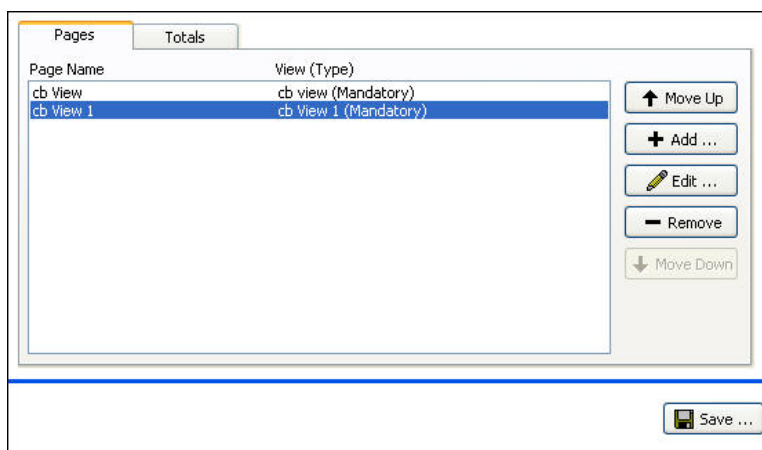 Pages Totals
Page Name View (Type)
cb View cb view (Mandatory)
cb View 1 cb View 1 (Mandatory)
Move Up
Add ...
Edit ...
Remove
Move Down
Save ...